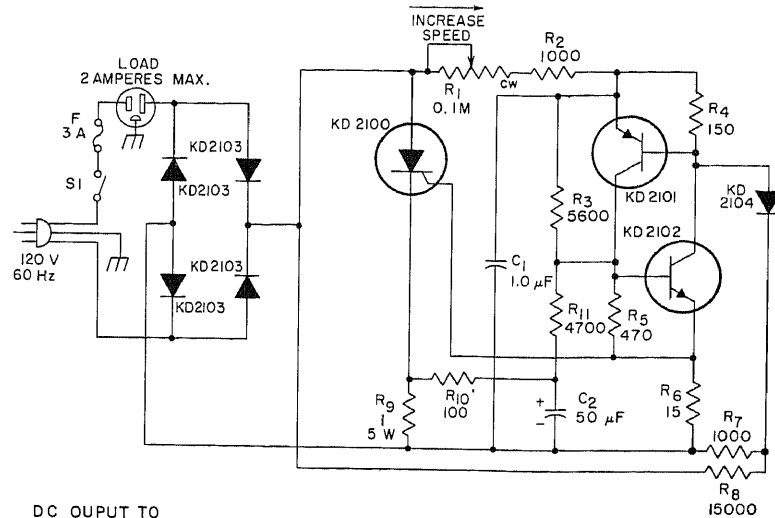 INCREASE
SPEED
LOAD
2 AMPERES MAX.
F
3 A
S1
120 V
60 Hz
KD2103
KD2103
KD2103
KD2103
KD 2100
R1
0.1M
CW
R2
1000
R4
150
KD 2101
KD
2104
R3
5600
KD2102
C1
1.0 μF
R11
4700
R5
470
R9
1
5 W
R10'
100
+
-
C2
50 μF
R6
15
R7
1000
R8
15000
DC OUPUT TO